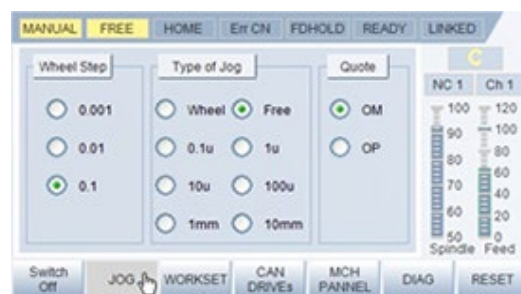 MANUAL FREE HOME Err CN FDHOLD READY LINKED
C
Wheel Step Type of Jog Quote
NC 1 Ch 1
0.001 Wheel Free OM
0.01 0.1u 1u OP
0.1 10u 100u
1mm 10mm
100 120
90 100
80 80
70 60
60 40
50 20
0
Spindle Feed
Switch Off JOG WORKSET CAN DRIVEs MCH PANNEL DIAG RESET